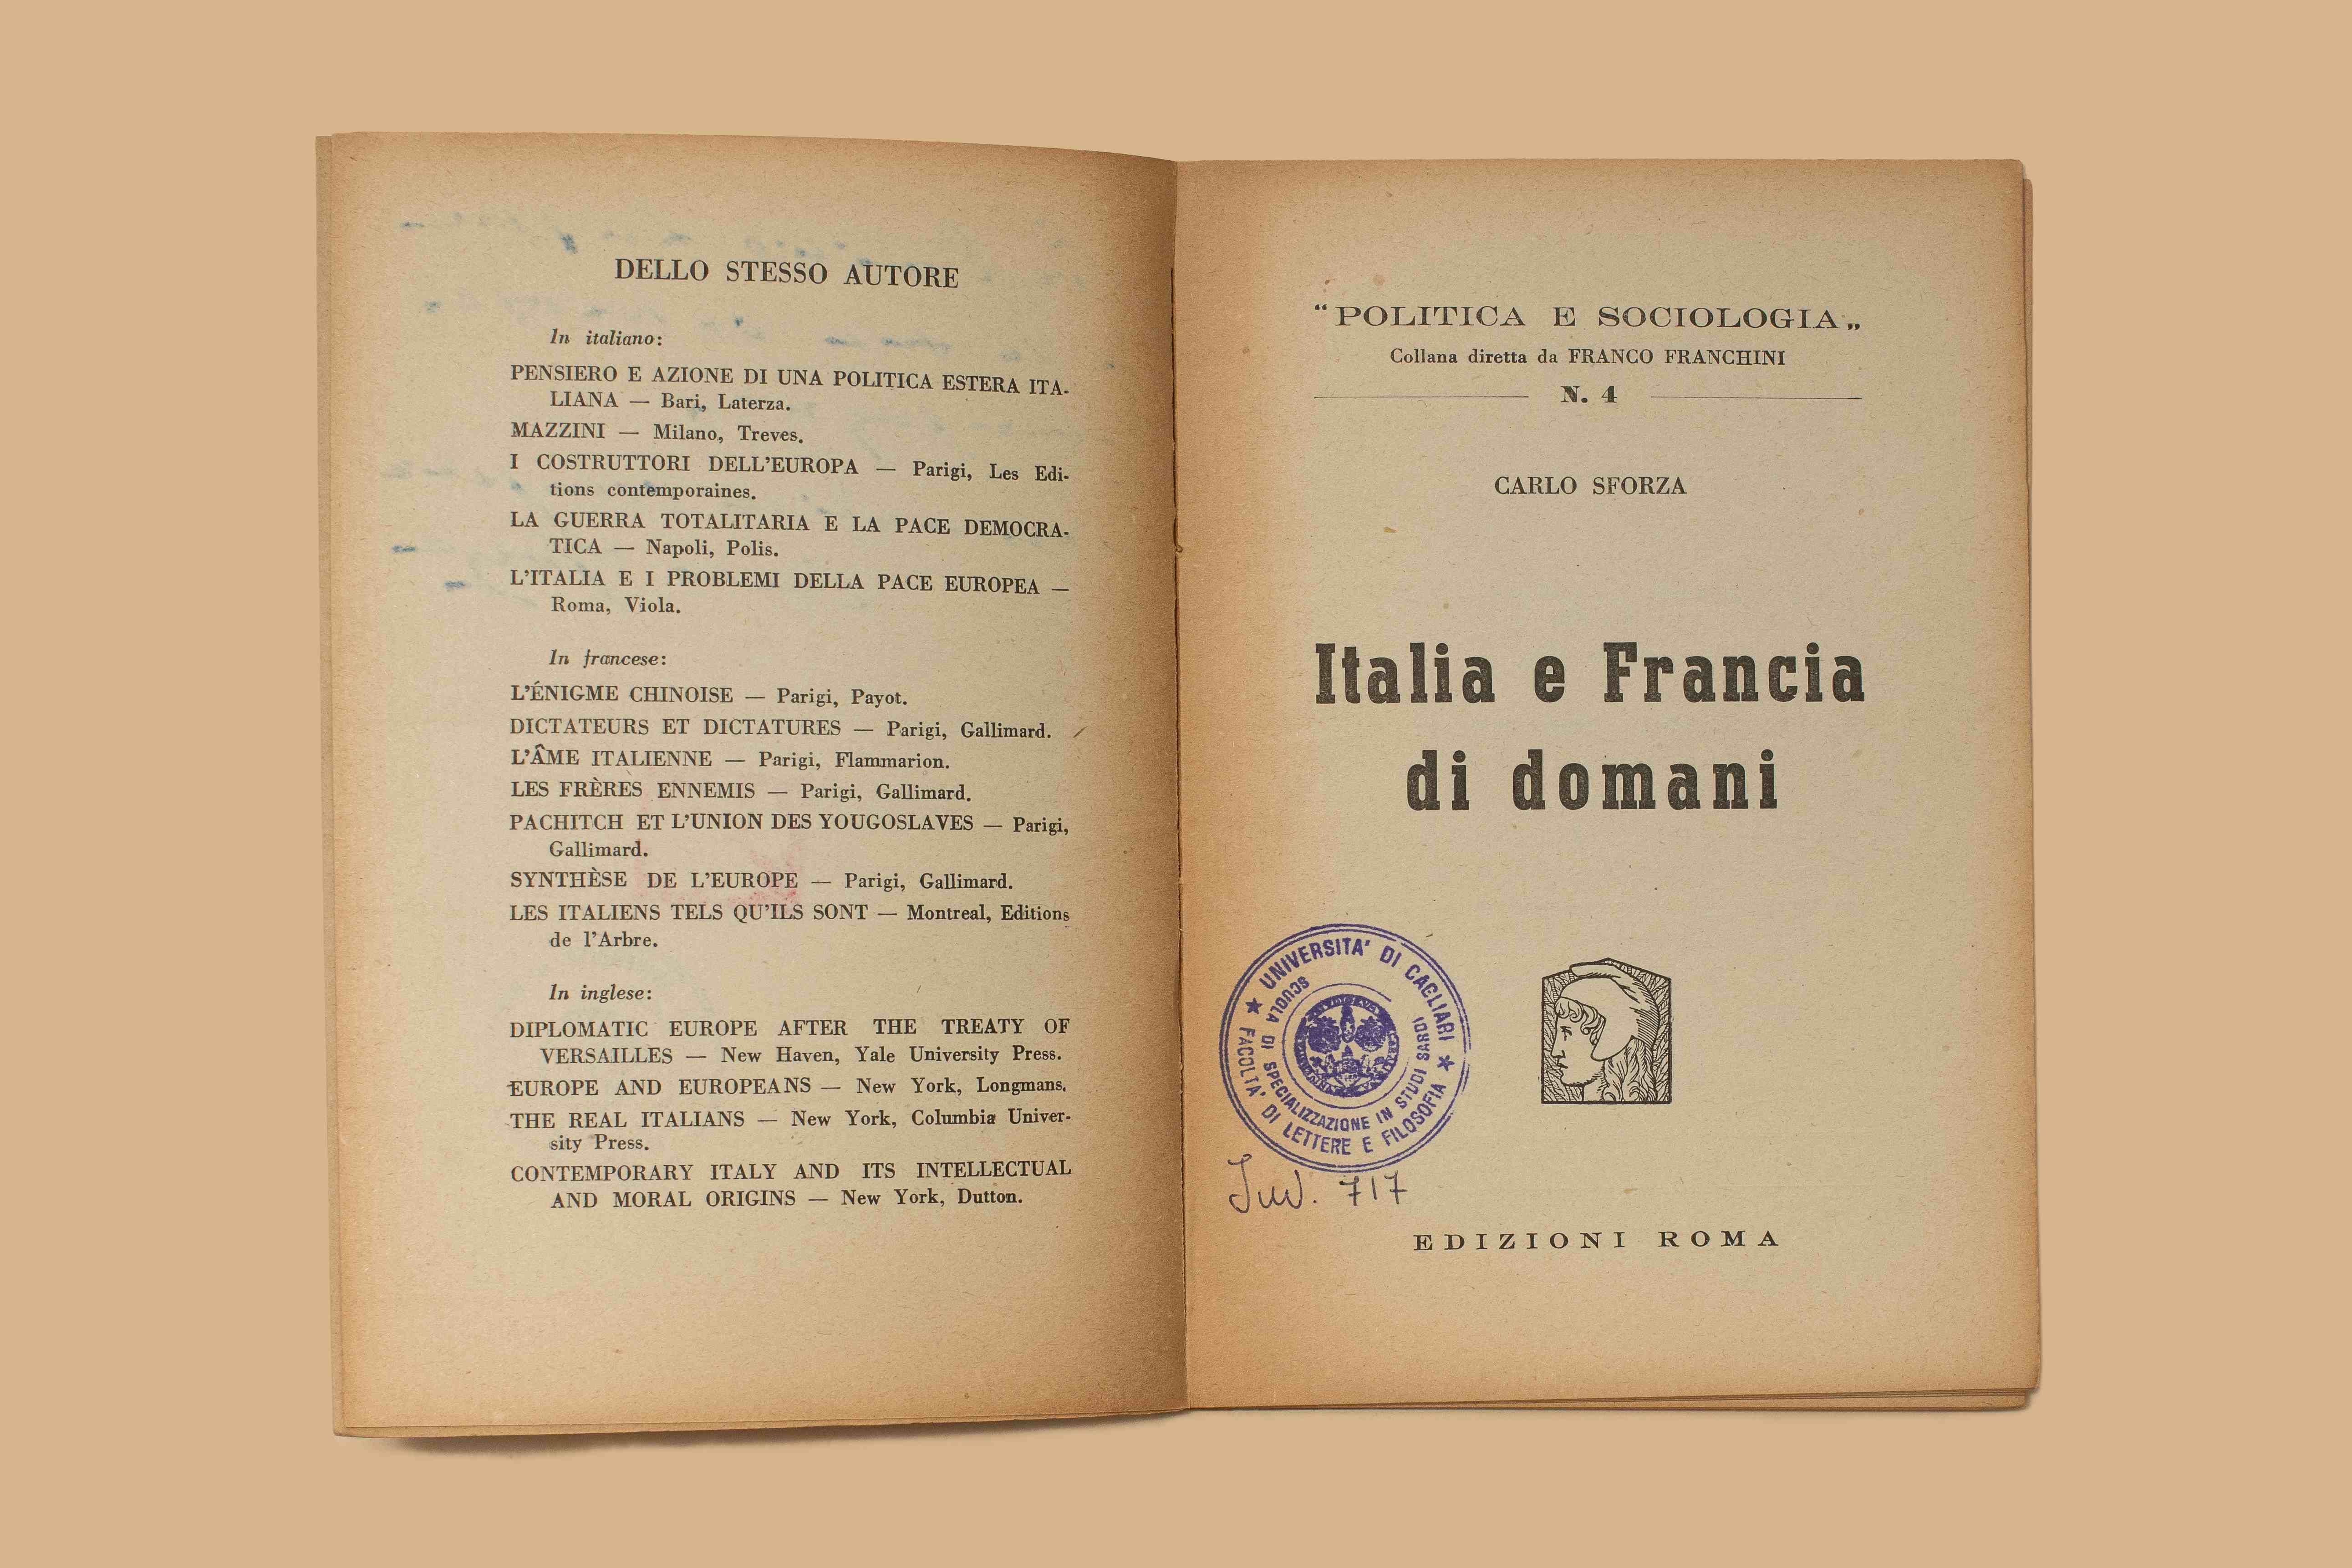 DELLO STESSO AUTORE
In italiano:
PENSIERO E AZIONE DI UNA POLITICA ESTERA ITA-
LIANA — Bari, Laterza.
MAZZINI — Milano, Treves.
I COSTRUTTORI DELL'EUROPA — Parigi, Les Edi-
tions contemporaines.
LA GUERRA TOTALITARIA E LA PACE DEMOCRA-
TICA — Napoli, Polis.
L'ITALIA E I PROBLEMI DELLA PACE EUROPEA —
Roma, Viola.
In francese:
L'ÉNIGME CHINOISE — Parigi, Payot.
DICTATEURS ET DICTATURES — Parigi, Gallimard.
L'ÂME ITALIENNE — Parigi, Flammarion.
LES FRÈRES ENNEMIS — Parigi, Gallimard.
PACHITCH ET L'UNION DES YOUGOSLAVES — Parigi,
Gallimard.
SYNTHÈSE DE L'EUROPE — Parigi, Gallimard.
LES ITALIENS TELS QU'ILS SONT — Montreal, Editions
de l'Arbre.
In inglese:
DIPLOMATIC EUROPE AFTER THE TREATY OF
VERSAILLES — New Haven, Yale University Press.
EUROPE AND EUROPEANS — New York, Longmans.
THE REAL ITALIANS — New York, Columbia Univer-
sity Press.
CONTEMPORARY ITALY AND ITS INTELLECTUAL
AND MORAL ORIGINS — New York, Dutton.
“POLITICA E SOCIOLOGIA„
Collana diretta da FRANCO FRANCHINI
N. 4
CARLO SFORZA
Italia e Francia
di domani
★ UNIVERSITA' DI CAGLIARI ★
FACOLTA' DI LETTERE E FILOSOFIA
SCUOLA DI SPECIALIZZAZIONE IN STUDI SARDI
Inv. 717
EDIZIONI ROMA